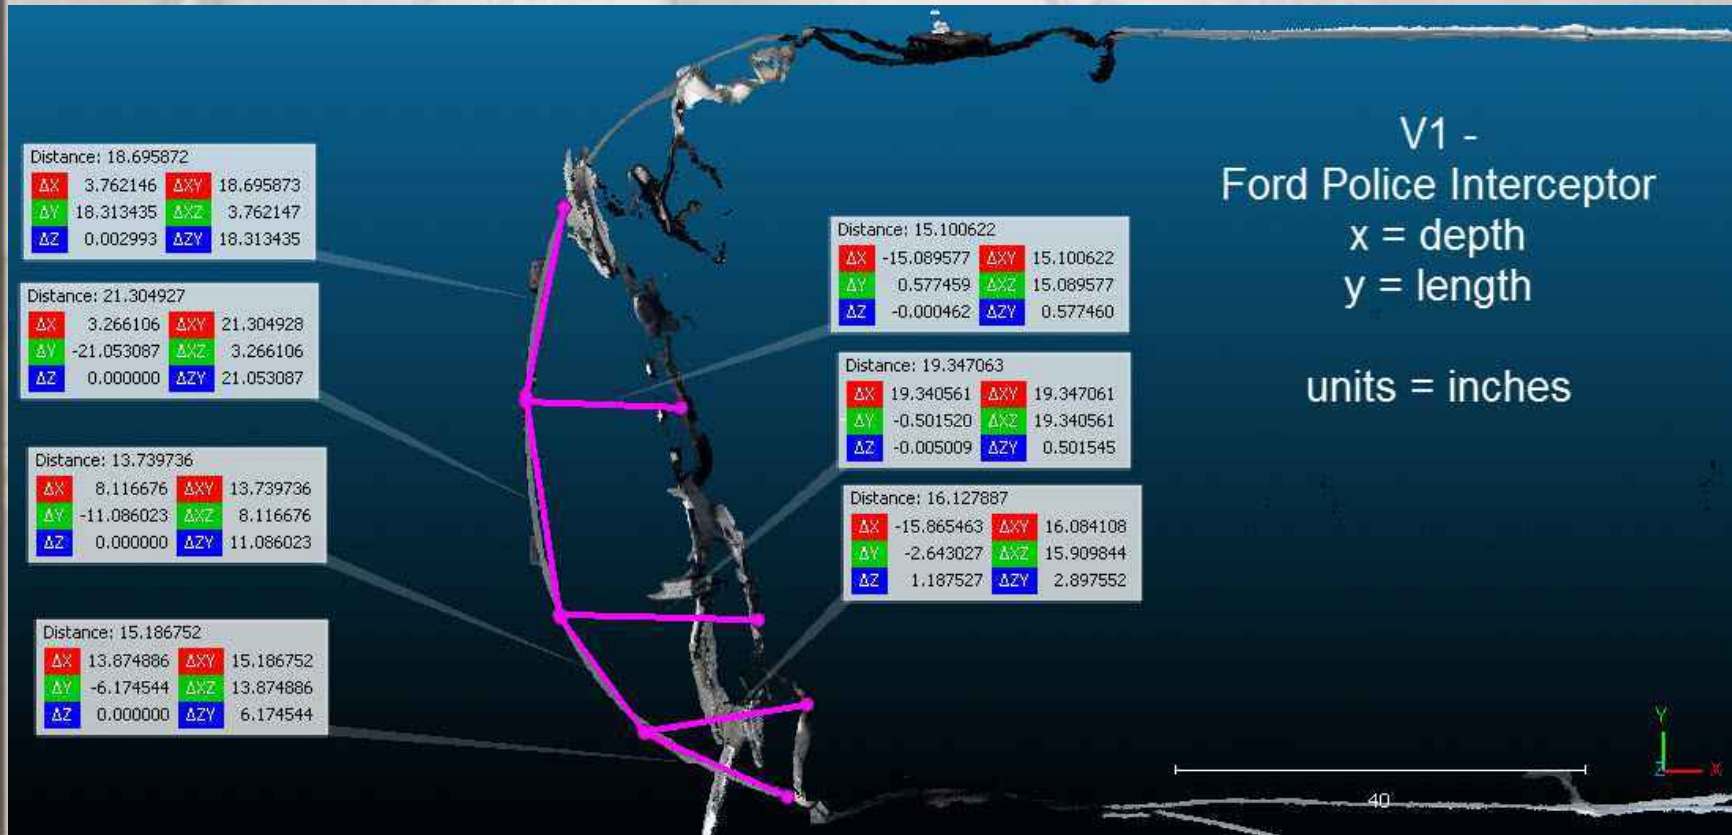 Distance: 18.695872
ΔX 3.762146 ΔXY 18.695873
ΔY 18.313435 ΔXZ 3.762147
ΔZ 0.002993 ΔZY 18.313435
Distance: 21.304927
ΔX 3.266106 ΔXY 21.304928
ΔY -21.053087 ΔXZ 3.266106
ΔZ 0.000000 ΔZY 21.053087
Distance: 13.739736
ΔX 8.116676 ΔXY 13.739736
ΔY -11.086023 ΔXZ 8.116676
ΔZ 0.000000 ΔZY 11.086023
Distance: 15.186752
ΔX 13.874886 ΔXY 15.186752
ΔY -6.174544 ΔXZ 13.874886
ΔZ 0.000000 ΔZY 6.174544
Distance: 15.100622
ΔX -15.089577 ΔXY 15.100622
ΔY 0.577459 ΔXZ 15.089577
ΔZ -0.000462 ΔZY 0.577460
Distance: 19.347063
ΔX 19.340561 ΔXY 19.347061
ΔY -0.501520 ΔXZ 19.340561
ΔZ -0.005009 ΔZY 0.501545
Distance: 16.127887
ΔX -15.865463 ΔXY 16.084108
ΔY -2.643027 ΔXZ 15.909844
ΔZ 1.187527 ΔZY 2.897552
V1 -
Ford Police Interceptor
x = depth
y = length
units = inches
40
Y
Z X